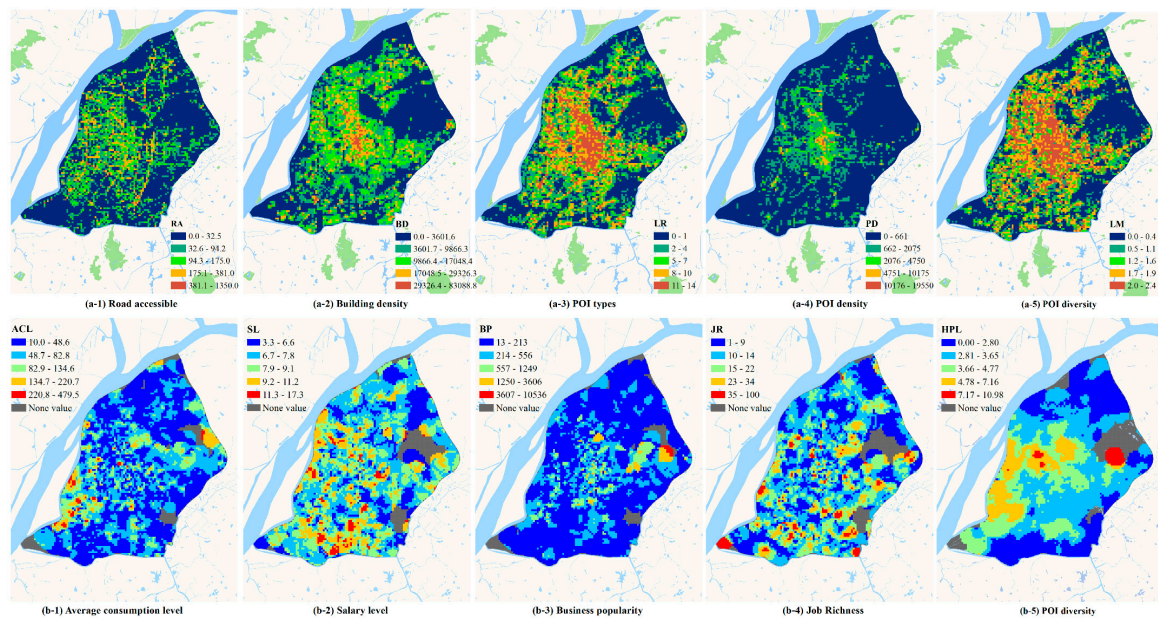 RA
0.0 - 32.5
32.6 - 94.2
94.3 - 175.0
175.1 - 381.0
381.1 - 1350.0
(a-1) Road accessible
BD
0.0 - 3601.6
3601.7 - 9866.3
9866.4 - 17048.4
17048.5 - 29326.3
29326.4 - 83088.8
(a-2) Building density
LR
0 - 1
2 - 4
5 - 7
8 - 10
11 - 14
(a-3) POI types
PD
0 - 661
662 - 2075
2076 - 4750
4751 - 10175
10176 - 19550
(a-4) POI density
LM
0.0 - 0.4
0.5 - 1.1
1.2 - 1.6
1.7 - 1.9
2.0 - 2.4
(a-5) POI diversity
ACL
10.0 - 48.6
48.7 - 82.8
82.9 - 134.6
134.7 - 220.7
220.8 - 479.5
None value
(b-1) Average consumption level
SL
3.3 - 6.6
6.7 - 7.8
7.9 - 9.1
9.2 - 11.2
11.3 - 17.3
None value
(b-2) Salary level
BP
13 - 213
214 - 556
557 - 1249
1250 - 3606
3607 - 10536
None value
(b-3) Business popularity
JR
1 - 9
10 - 14
15 - 22
23 - 34
35 - 100
None value
(b-4) Job Richness
HPL
0.00 - 2.80
2.81 - 3.65
3.66 - 4.77
4.78 - 7.16
7.17 - 10.98
None value
(b-5) POI diversity